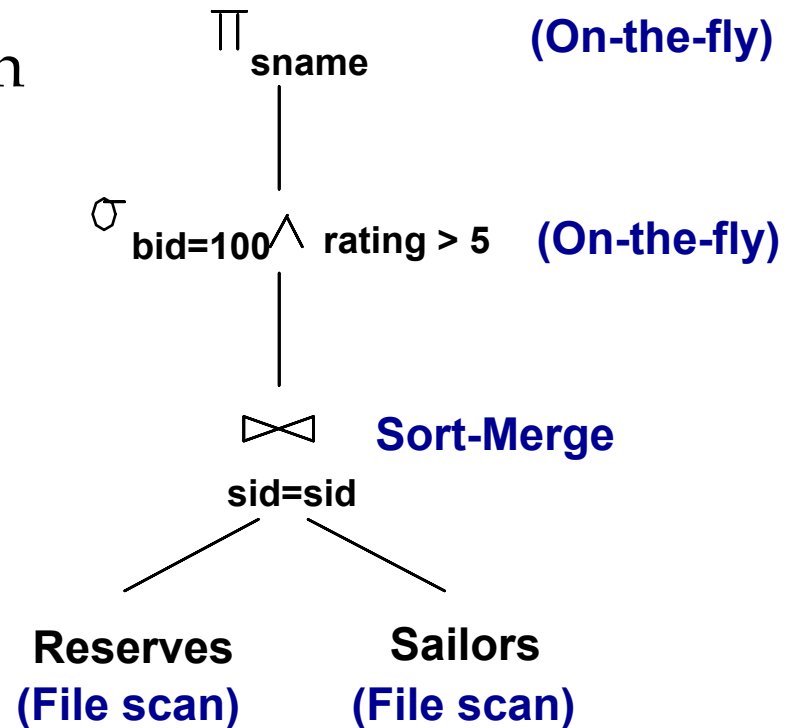 π sname (On-the-fly)
n
σ bid=100 ∧ rating > 5 (On-the-fly)
⋈ Sort-Merge
sid=sid
Reserves Sailors
(File scan) (File scan)